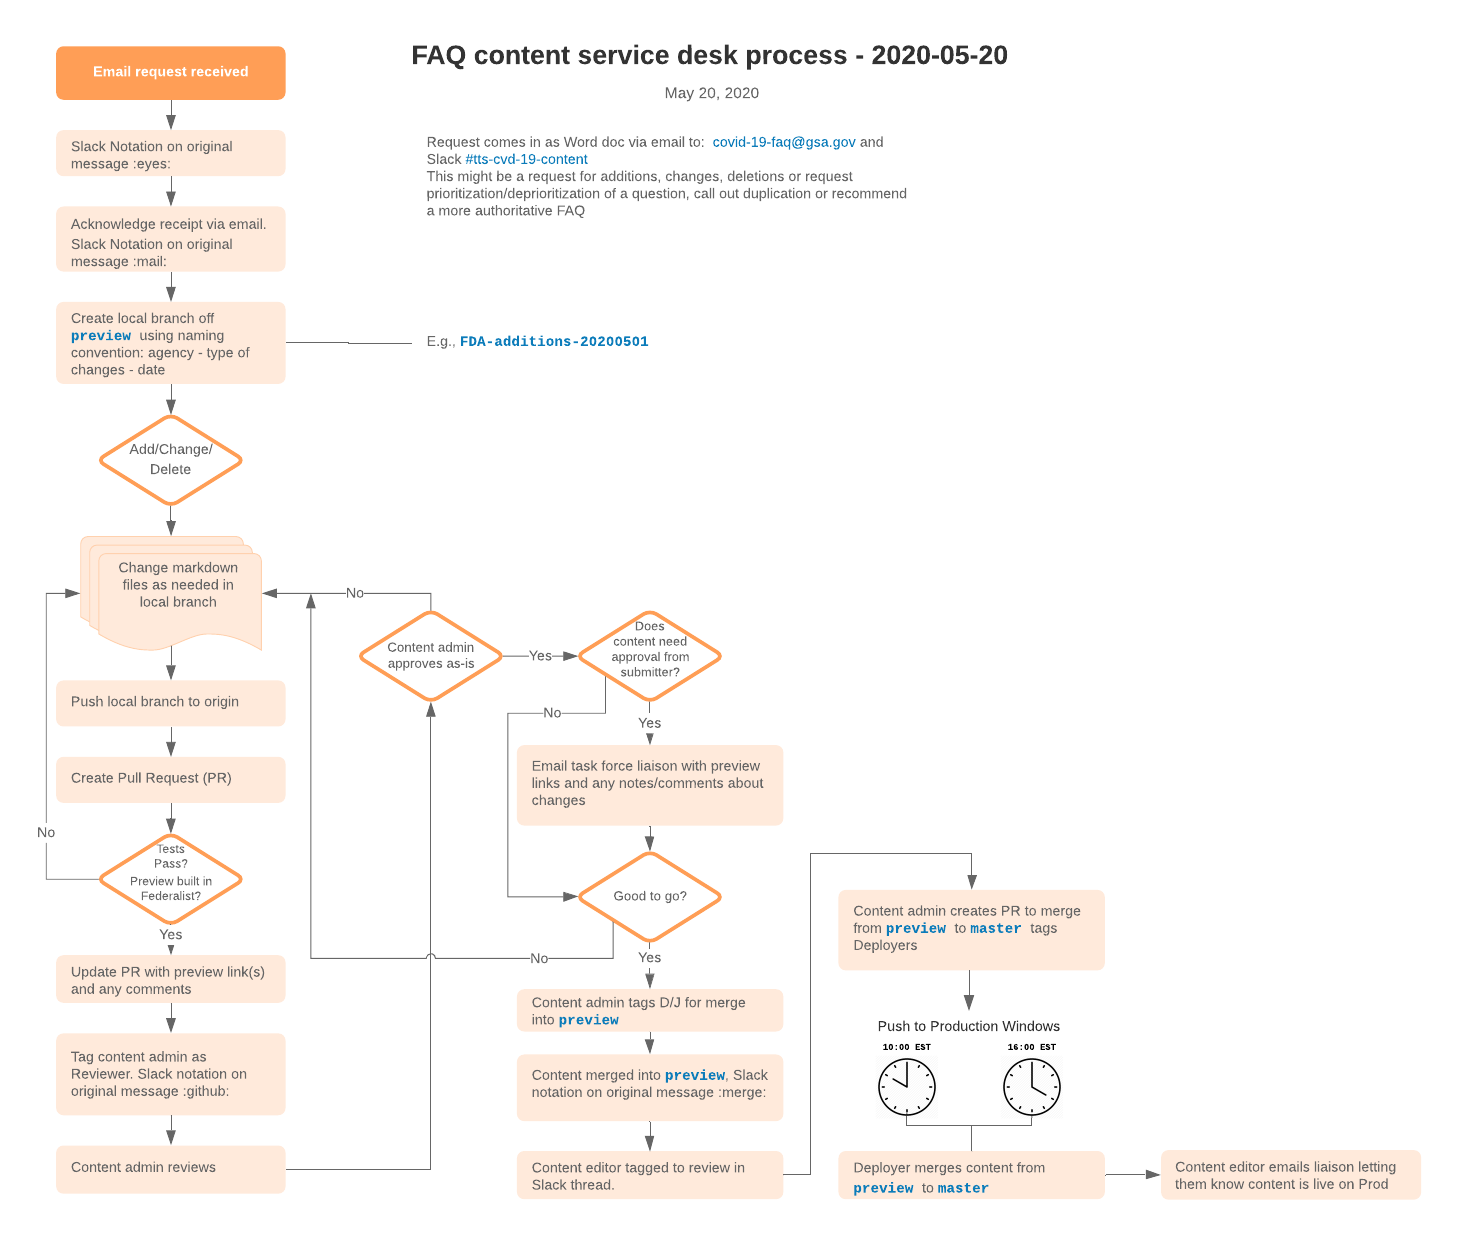 FAQ content service desk process - 2020-05-20
May 20, 2020
Request comes in as Word doc via email to:  covid-19-faq@gsa.gov and
Slack #tts-cvd-19-content
This might be a request for additions, changes, deletions or request
prioritization/deprioritization of a question, call out duplication or recommend
a more authoritative FAQ
Email request received
Slack Notation on original
message :eyes:
Acknowledge receipt via email.
Slack Notation on original
message :mail:
Create local branch off
preview using naming
convention: agency - type of
changes - date
E.g., FDA-additions-20200501
Add/Change/
Delete
Change markdown
files as needed in
local branch
Push local branch to origin
Create Pull Request (PR)
No
Tests
Pass?
Preview built in
Federalist?
Yes
Update PR with preview link(s)
and any comments
Tag content admin as
Reviewer. Slack notation on
original message :github:
Content admin reviews
No
Content admin
approves as-is
Yes
Does
content need
approval from
submitter?
No
Yes
Email task force liaison with preview
links and any notes/comments about
changes
Good to go?
No
Yes
Content admin tags D/J for merge
into preview
Content merged into preview, Slack
notation on original message :merge:
Content editor tagged to review in
Slack thread.
Content admin creates PR to merge
from preview to master tags
Deployers
Push to Production Windows
10:00 EST
16:00 EST
Deployer merges content from
preview to master
Content editor emails liaison letting
them know content is live on Prod